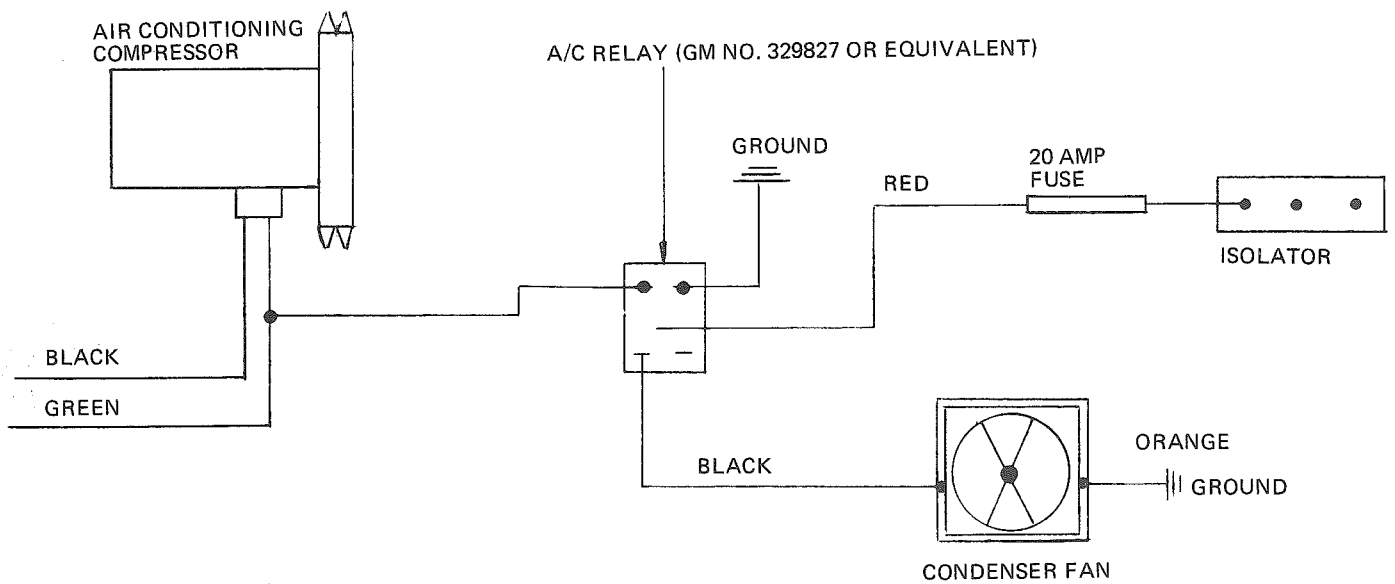 AIR CONDITIONING
COMPRESSOR
A/C RELAY (GM NO. 329827 OR EQUIVALENT)
GROUND
20 AMP
FUSE
RED
ISOLATOR
BLACK
GREEN
BLACK
ORANGE
GROUND
CONDENSER FAN